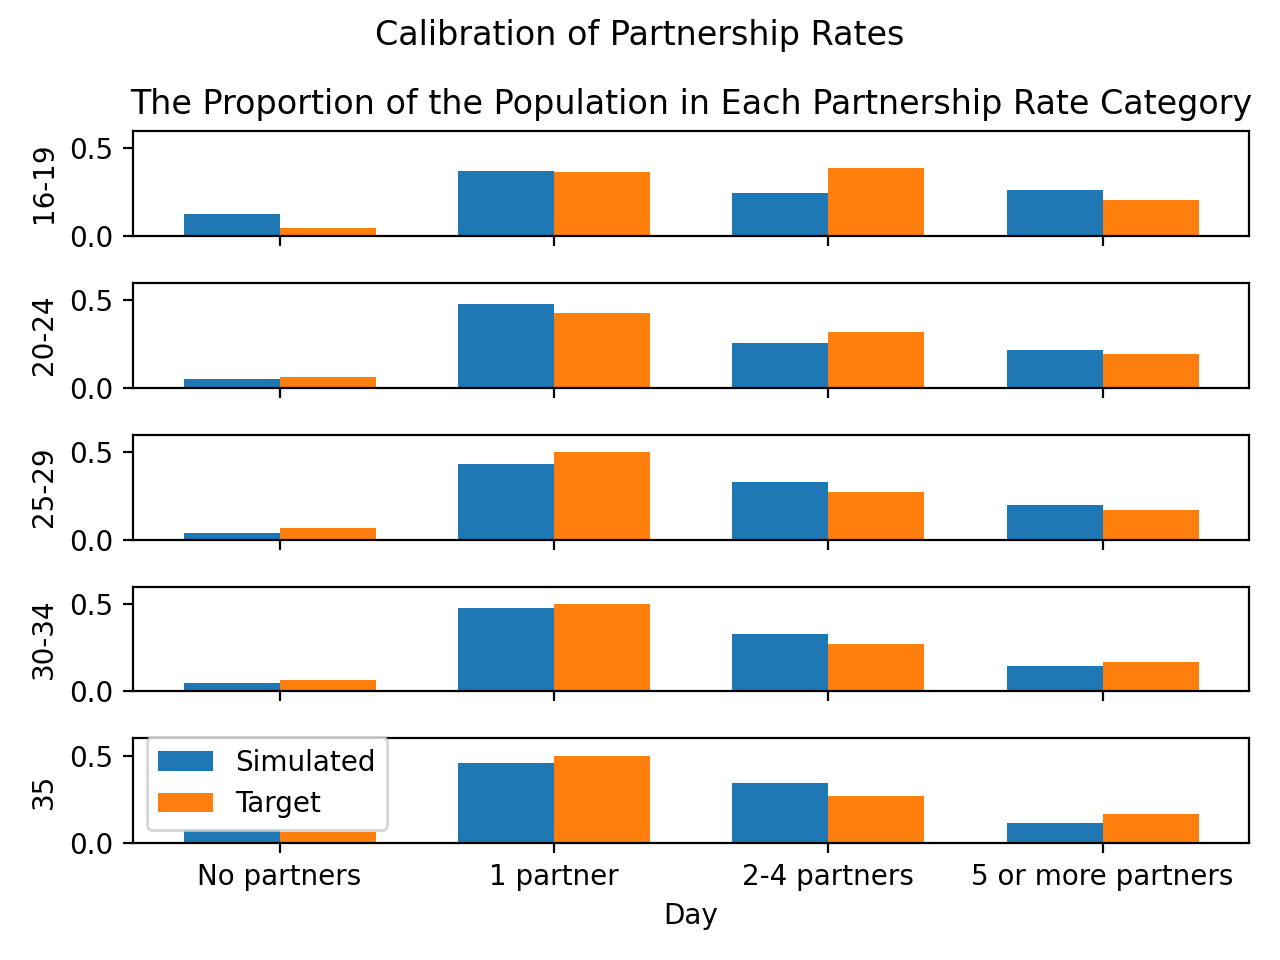 Calibration of Partnership Rates
The Proportion of the Population in Each Partnership Rate Category
0.5
16-19
0.0
0.5
20-24
0.0
0.5
25-29
0.0
0.5
30-34
0.0
0.5
35
0.0
Simulated
Target
No partners 1 partner 2-4 partners 5 or more partners
Day